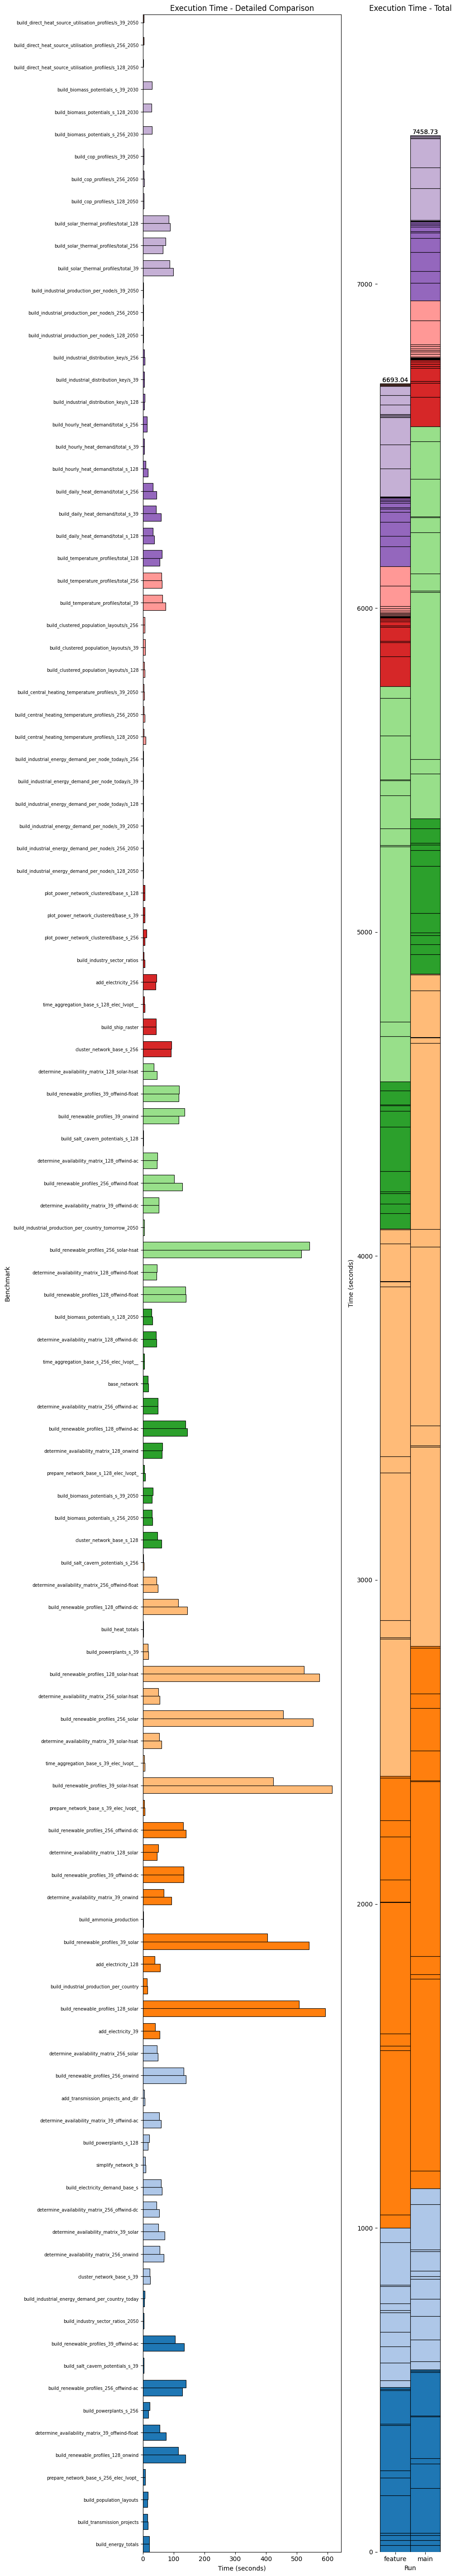 Execution Time - Detailed Comparison
Execution Time - Total
build_direct_heat_source_utilisation_profiles/s_39_2050
build_direct_heat_source_utilisation_profiles/s_256_2050
build_direct_heat_source_utilisation_profiles/s_128_2050
build_biomass_potentials_s_39_2030
build_biomass_potentials_s_128_2030
build_biomass_potentials_s_256_2030
build_cop_profiles/s_39_2050
build_cop_profiles/s_256_2050
build_cop_profiles/s_128_2050
build_solar_thermal_profiles/total_128
build_solar_thermal_profiles/total_256
build_solar_thermal_profiles/total_39
build_industrial_production_per_node/s_39_2050
build_industrial_production_per_node/s_256_2050
build_industrial_production_per_node/s_128_2050
build_industrial_distribution_key/s_256
build_industrial_distribution_key/s_39
build_industrial_distribution_key/s_128
build_hourly_heat_demand/total_s_256
build_hourly_heat_demand/total_s_39
build_hourly_heat_demand/total_s_128
build_daily_heat_demand/total_s_256
build_daily_heat_demand/total_s_39
build_daily_heat_demand/total_s_128
build_temperature_profiles/total_128
build_temperature_profiles/total_256
build_temperature_profiles/total_39
build_clustered_population_layouts/s_256
build_clustered_population_layouts/s_39
build_clustered_population_layouts/s_128
build_central_heating_temperature_profiles/s_39_2050
build_central_heating_temperature_profiles/s_256_2050
build_central_heating_temperature_profiles/s_128_2050
build_industrial_energy_demand_per_node_today/s_256
build_industrial_energy_demand_per_node_today/s_39
build_industrial_energy_demand_per_node_today/s_128
build_industrial_energy_demand_per_node/s_39_2050
build_industrial_energy_demand_per_node/s_256_2050
build_industrial_energy_demand_per_node/s_128_2050
plot_power_network_clustered/base_s_128
plot_power_network_clustered/base_s_39
plot_power_network_clustered/base_s_256
build_industry_sector_ratios
add_electricity_256
time_aggregation_base_s_128_elec_lvopt__
build_ship_raster
cluster_network_base_s_256
determine_availability_matrix_128_solar-hsat
build_renewable_profiles_39_offwind-float
build_renewable_profiles_39_onwind
build_salt_cavern_potentials_s_128
determine_availability_matrix_128_offwind-ac
build_renewable_profiles_256_offwind-float
determine_availability_matrix_39_offwind-dc
build_industrial_production_per_country_tomorrow_2050
build_renewable_profiles_256_solar-hsat
determine_availability_matrix_128_offwind-float
build_renewable_profiles_128_offwind-float
build_biomass_potentials_s_128_2050
determine_availability_matrix_128_offwind-dc
time_aggregation_base_s_256_elec_lvopt__
base_network
determine_availability_matrix_256_offwind-ac
build_renewable_profiles_128_offwind-ac
determine_availability_matrix_128_onwind
prepare_network_base_s_128_elec_lvopt_
build_biomass_potentials_s_39_2050
build_biomass_potentials_s_256_2050
cluster_network_base_s_128
build_salt_cavern_potentials_s_256
determine_availability_matrix_256_offwind-float
build_renewable_profiles_128_offwind-dc
build_heat_totals
build_powerplants_s_39
build_renewable_profiles_128_solar-hsat
determine_availability_matrix_256_solar-hsat
build_renewable_profiles_256_solar
determine_availability_matrix_39_solar-hsat
time_aggregation_base_s_39_elec_lvopt__
build_renewable_profiles_39_solar-hsat
prepare_network_base_s_39_elec_lvopt_
build_renewable_profiles_256_offwind-dc
determine_availability_matrix_128_solar
build_renewable_profiles_39_offwind-dc
determine_availability_matrix_39_onwind
build_ammonia_production
build_renewable_profiles_39_solar
add_electricity_128
build_industrial_production_per_country
build_renewable_profiles_128_solar
add_electricity_39
determine_availability_matrix_256_solar
build_renewable_profiles_256_onwind
add_transmission_projects_and_dlr
determine_availability_matrix_39_offwind-ac
build_powerplants_s_128
simplify_network_b
build_electricity_demand_base_s
determine_availability_matrix_256_offwind-dc
determine_availability_matrix_39_solar
determine_availability_matrix_256_onwind
cluster_network_base_s_39
build_industrial_energy_demand_per_country_today
build_industry_sector_ratios_2050
build_renewable_profiles_39_offwind-ac
build_salt_cavern_potentials_s_39
build_renewable_profiles_256_offwind-ac
build_powerplants_s_256
determine_availability_matrix_39_offwind-float
build_renewable_profiles_128_onwind
prepare_network_base_s_256_elec_lvopt_
build_population_layouts
build_transmission_projects
build_energy_totals
Benchmark
0 100 200 300 400 500 600
Time (seconds)
7458.73
6693.04
7000
6000
5000
4000
3000
2000
1000
0
Time (seconds)
feature main
Run